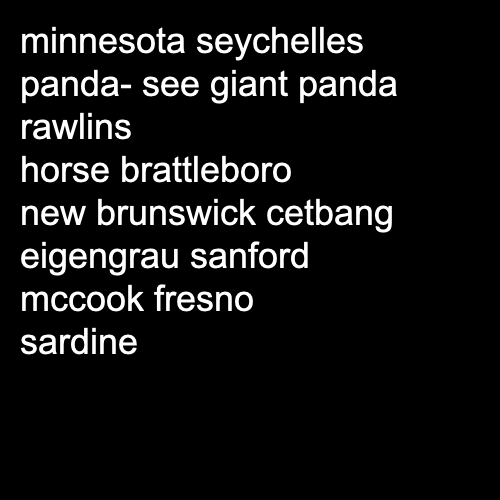 minnesota seychelles
panda- see giant panda
rawlins
horse brattleboro
new brunswick cetbang
eigengrau sanford
mccook fresno
sardine